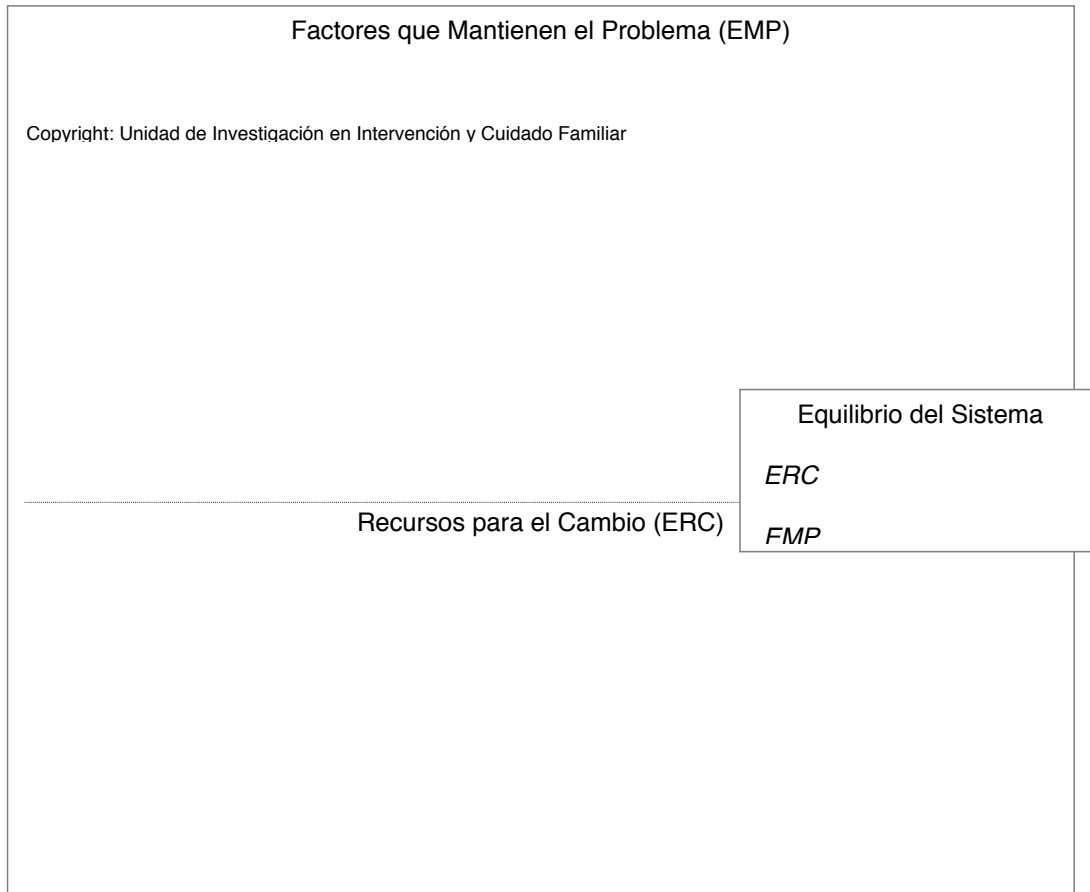 Factores que Mantienen el Problema (EMP)
Copyright: Unidad de Investigación en Intervención y Cuidado Familiar
Equilibrio del Sistema
ERC
Recursos para el Cambio (ERC)
EMP